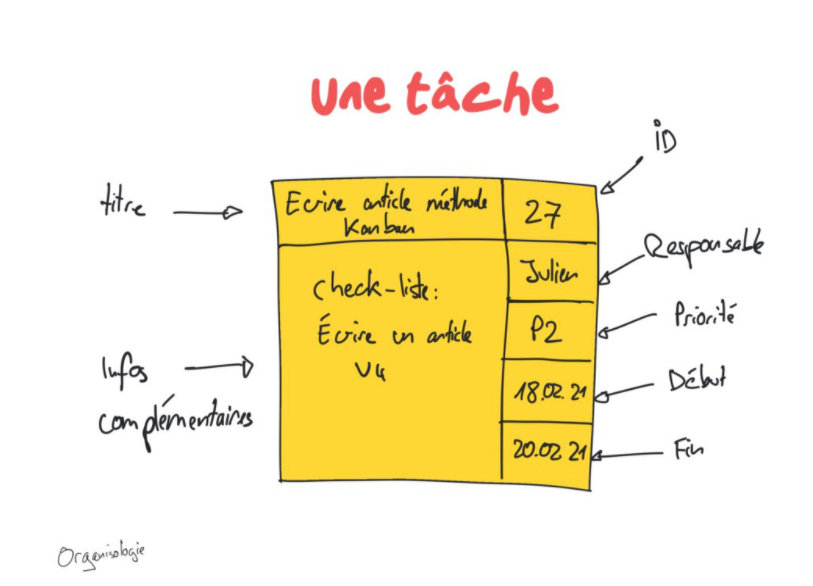 une tâche
iD
titre
Ecrire article méthode
Kanban
27
Julien
Responsable
check-liste:
Écrire un article
V4
P2
Priorité
Infos
complémentaires
18.02.21
Début
20.02 21
Fin
Organisologie